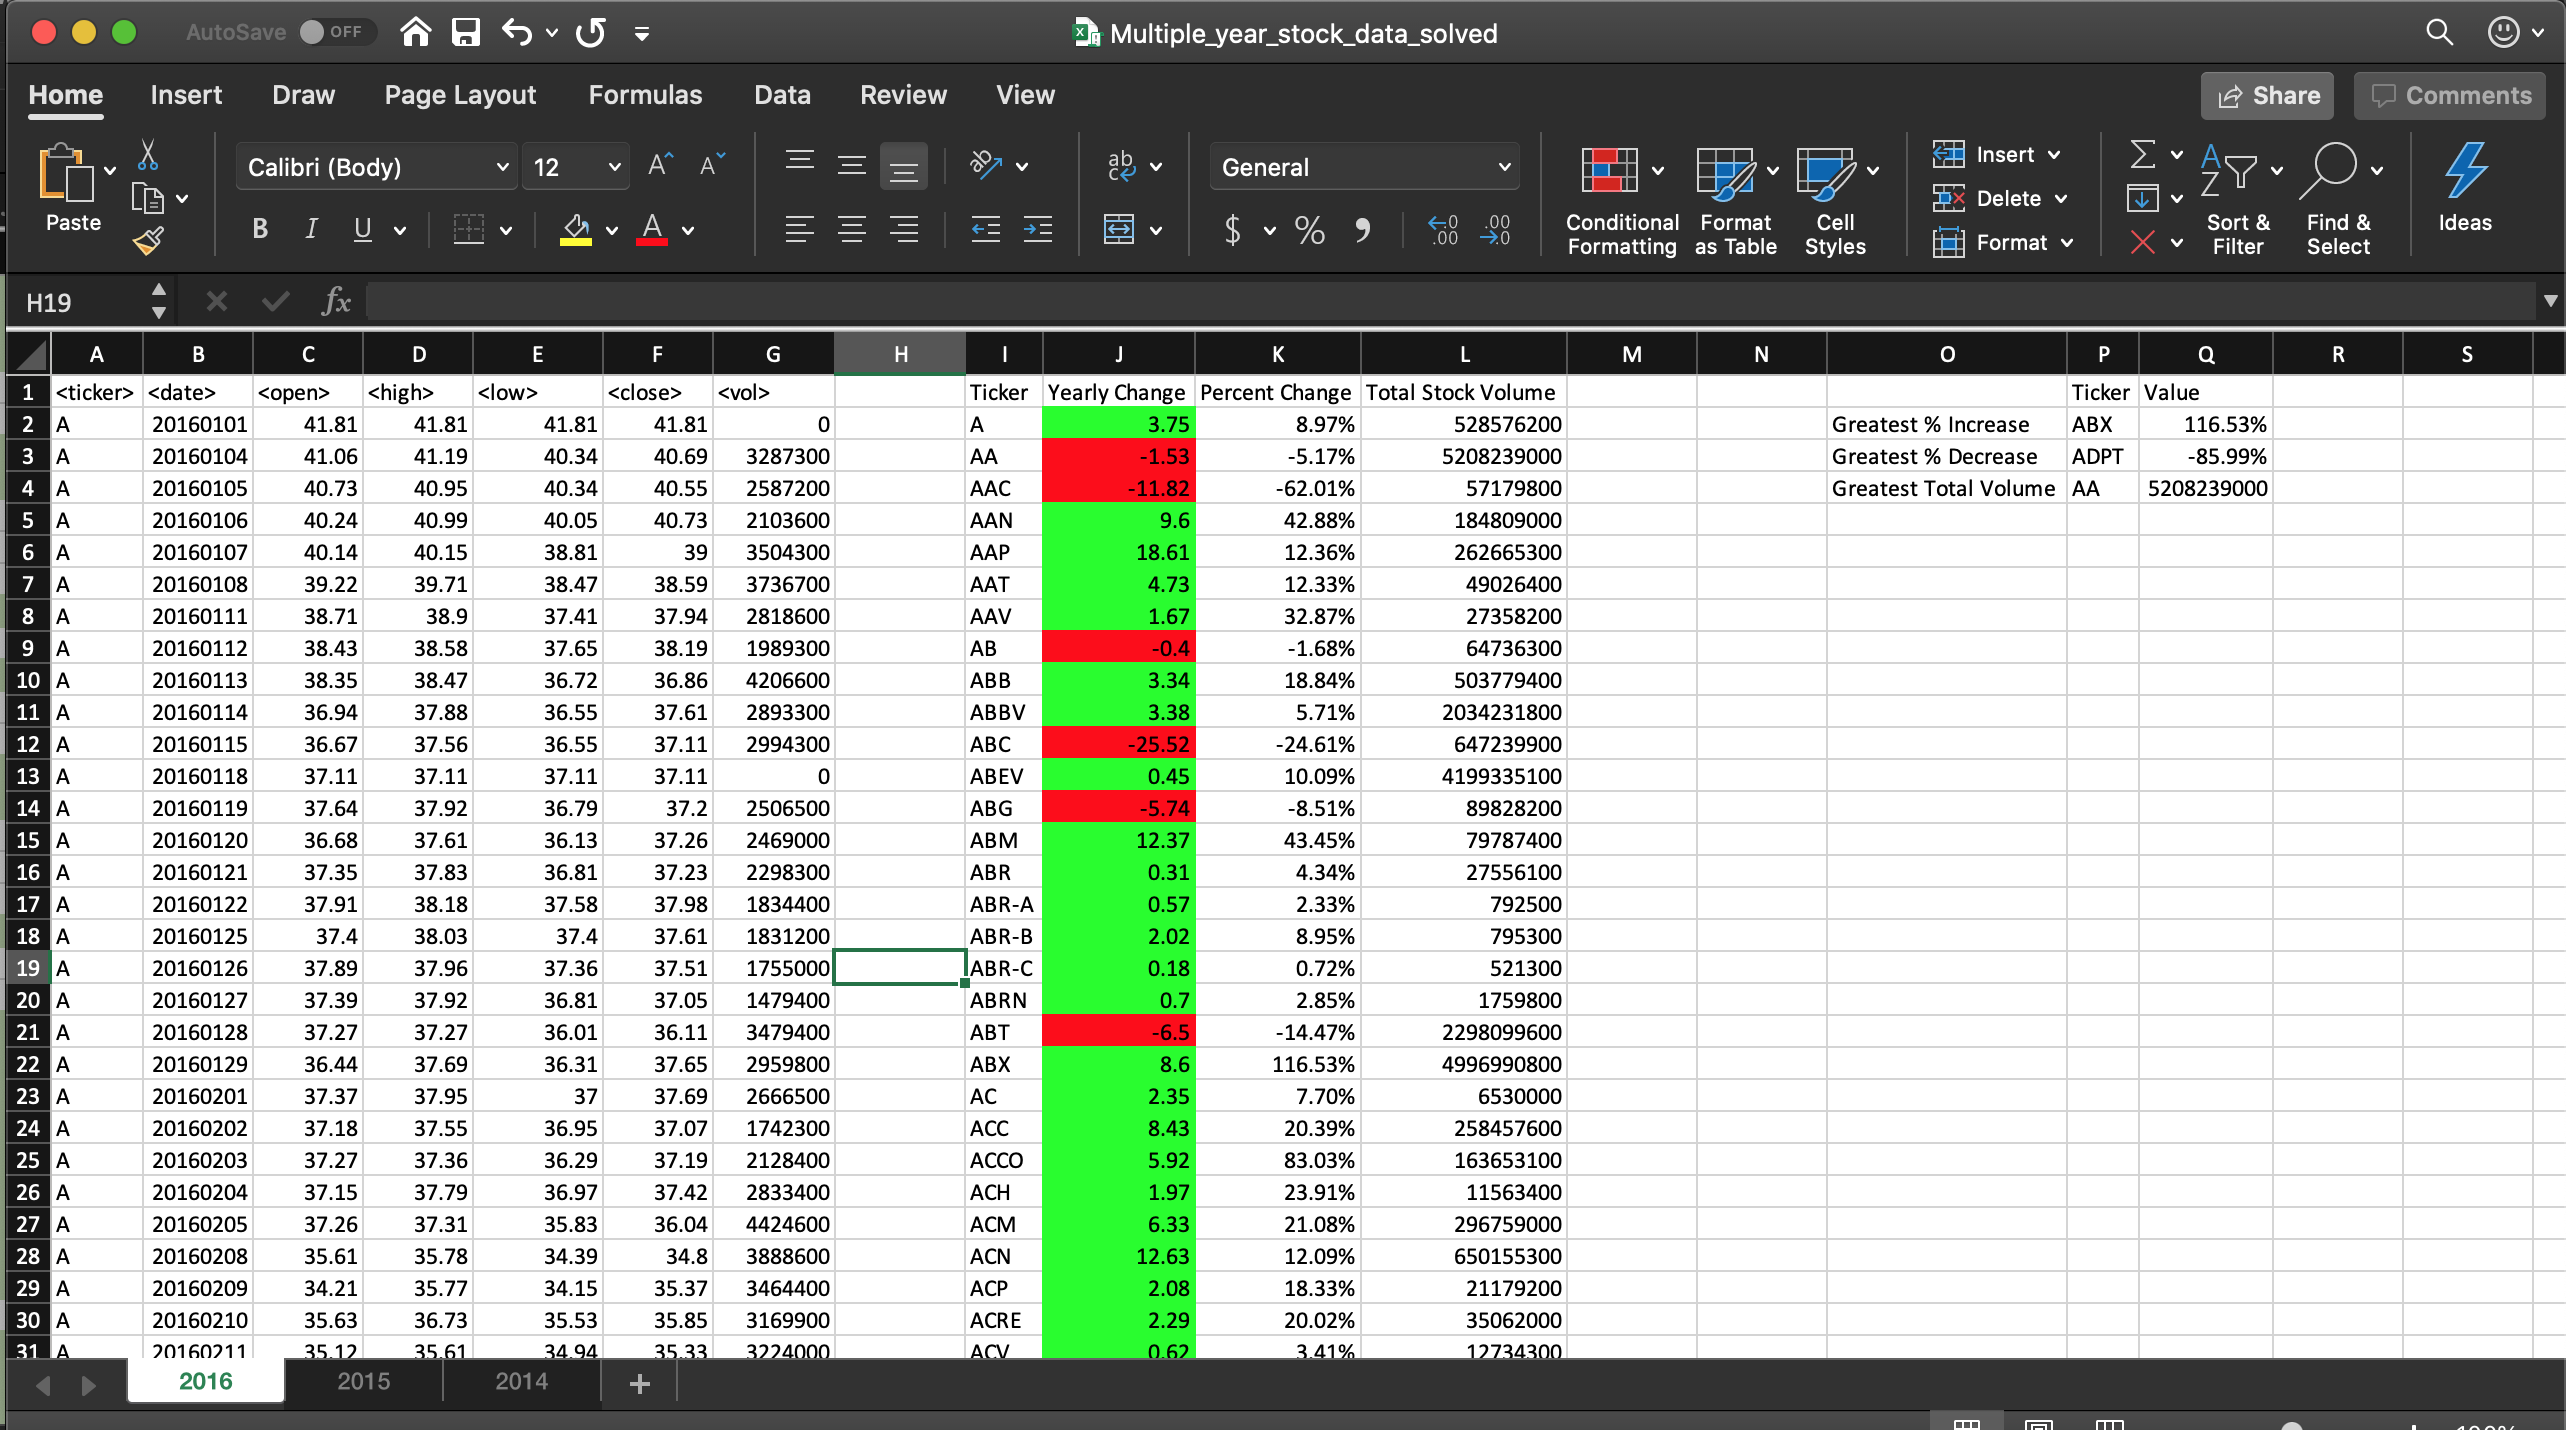 AutoSave OFF Multiple_year_stock_data_solved
Home Insert Draw Page Layout Formulas Data Review View Share Comments
Paste Calibri (Body) 12 General Conditional Formatting Format as Table Cell Styles Insert Delete Format Sort & Filter Find & Select Ideas
H19 fx
A B C D E F G H I J K L M N O P Q R S
1 <ticker> <date> <open> <high> <low> <close> <vol> Ticker Yearly Change Percent Change Total Stock Volume Ticker Value
2 A 20160101 41.81 41.81 41.81 41.81 0 A 3.75 8.97% 528576200 Greatest % Increase ABX 116.53%
3 A 20160104 41.06 41.19 40.34 40.69 3287300 AA -1.53 -5.17% 5208239000 Greatest % Decrease ADPT -85.99%
4 A 20160105 40.73 40.95 40.34 40.55 2587200 AAC -11.82 -62.01% 57179800 Greatest Total Volume AA 5208239000
5 A 20160106 40.24 40.99 40.05 40.73 2103600 AAN 9.6 42.88% 184809000
6 A 20160107 40.14 40.15 38.81 39 3504300 AAP 18.61 12.36% 262665300
7 A 20160108 39.22 39.71 38.47 38.59 3736700 AAT 4.73 12.33% 49026400
8 A 20160111 38.71 38.9 37.41 37.94 2818600 AAV 1.67 32.87% 27358200
9 A 20160112 38.43 38.58 37.65 38.19 1989300 AB -0.4 -1.68% 64736300
10 A 20160113 38.35 38.47 36.72 36.86 4206600 ABB 3.34 18.84% 503779400
11 A 20160114 36.94 37.88 36.55 37.61 2893300 ABBV 3.38 5.71% 2034231800
12 A 20160115 36.67 37.56 36.55 37.11 2994300 ABC -25.52 -24.61% 647239900
13 A 20160118 37.11 37.11 37.11 37.11 0 ABEV 0.45 10.09% 4199335100
14 A 20160119 37.64 37.92 36.79 37.2 2506500 ABG -5.74 -8.51% 89828200
15 A 20160120 36.68 37.61 36.13 37.26 2469000 ABM 12.37 43.45% 79787400
16 A 20160121 37.35 37.83 36.81 37.23 2298300 ABR 0.31 4.34% 27556100
17 A 20160122 37.91 38.18 37.58 37.98 1834400 ABR-A 0.57 2.33% 792500
18 A 20160125 37.4 38.03 37.4 37.61 1831200 ABR-B 2.02 8.95% 795300
19 A 20160126 37.89 37.96 37.36 37.51 1755000 ABR-C 0.18 0.72% 521300
20 A 20160127 37.39 37.92 36.81 37.05 1479400 ABRN 0.7 2.85% 1759800
21 A 20160128 37.27 37.27 36.01 36.11 3479400 ABT -6.5 -14.47% 2298099600
22 A 20160129 36.44 37.69 36.31 37.65 2959800 ABX 8.6 116.53% 4996990800
23 A 20160201 37.37 37.95 37 37.69 2666500 AC 2.35 7.70% 6530000
24 A 20160202 37.18 37.55 36.95 37.07 1742300 ACC 8.43 20.39% 258457600
25 A 20160203 37.27 37.36 36.29 37.19 2128400 ACCO 5.92 83.03% 163653100
26 A 20160204 37.15 37.79 36.97 37.42 2833400 ACH 1.97 23.91% 11563400
27 A 20160205 37.26 37.31 35.83 36.04 4424600 ACM 6.33 21.08% 296759000
28 A 20160208 35.61 35.78 34.39 34.8 3888600 ACN 12.63 12.09% 650155300
29 A 20160209 34.21 35.77 34.15 35.37 3464400 ACP 2.08 18.33% 21179200
30 A 20160210 35.63 36.73 35.53 35.85 3169900 ACRE 2.29 20.02% 35062000
31 A 20160211 35.12 35.61 34.94 35.33 3224000 ACV 0.62 3.41% 12734300
2016 2015 2014 +